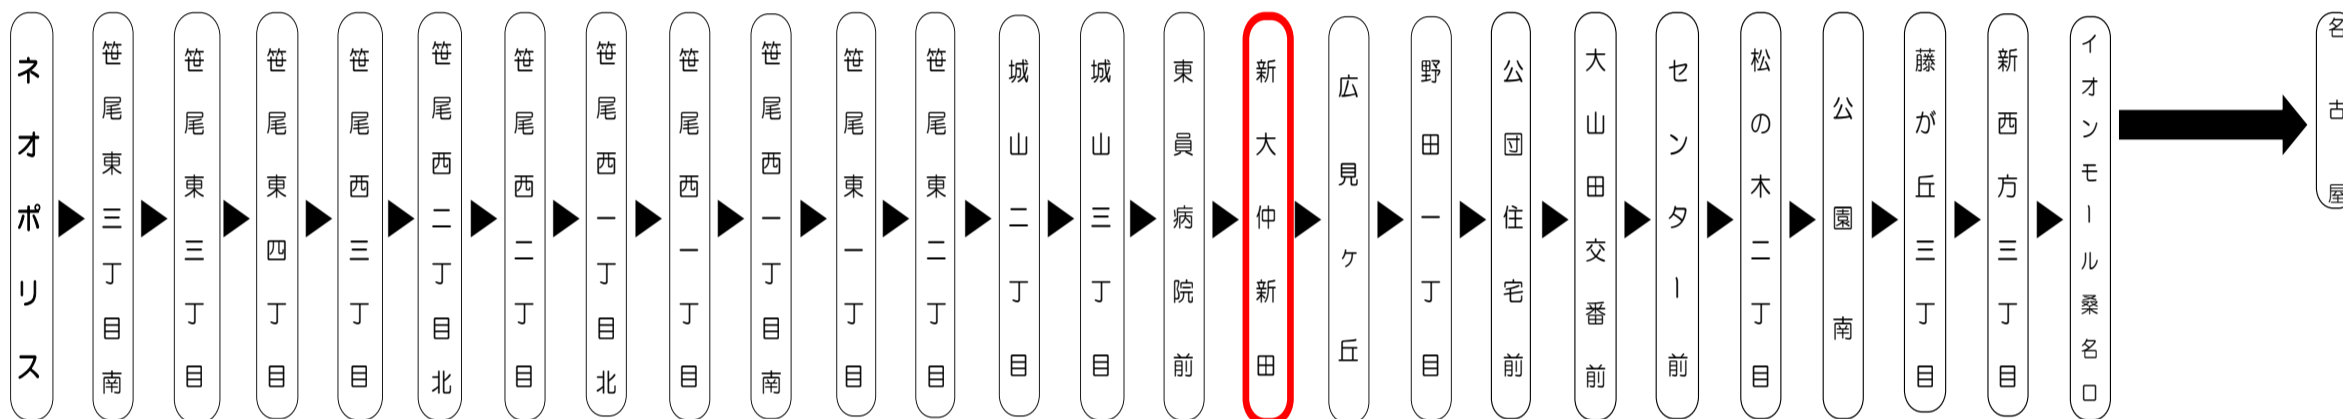 ネオポリス
笹尾東三丁目南
笹尾東三丁目
笹尾東四丁目
笹尾西三丁目
笹尾西二丁目北
笹尾西二丁目
笹尾西一丁目北
笹尾西一丁目
笹尾西一丁目南
笹尾東一丁目
笹尾東二丁目
城山二丁目
城山三丁目
東員病院前
新大仲新田
広見ヶ丘
野田一丁目
公団住宅前
大山田交番前
センター前
松の木二丁目
公園南
藤が丘三丁目
新西方三丁目
イオンモール桑名口
名古屋